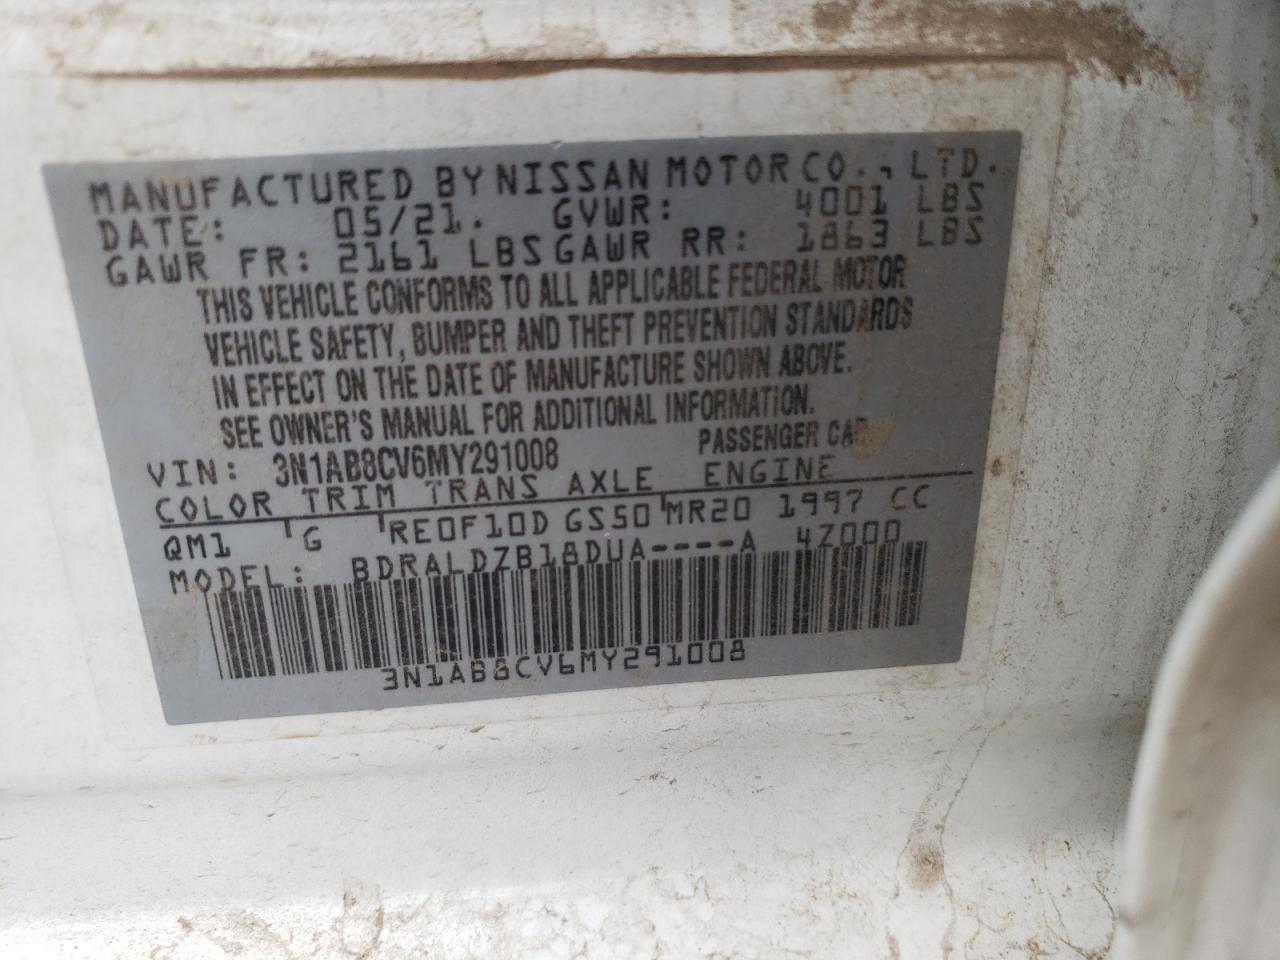 MANUFACTURED BY NISSAN MOTOR CO., LTD.
DATE: 05/21. GVWR: 4001 LBS
GAWR FR: 2161 LBS GAWR RR: 1863 LBS
THIS VEHICLE CONFORMS TO ALL APPLICABLE FEDERAL MOTOR
VEHICLE SAFETY, BUMPER AND THEFT PREVENTION STANDARDS
IN EFFECT ON THE DATE OF MANUFACTURE SHOWN ABOVE.
SEE OWNER'S MANUAL FOR ADDITIONAL INFORMATION.
VIN: 3N1AB8CV6MY291008 PASSENGER CAR
COLOR TRIM TRANS AXLE ENGINE
QM1 G RE0F10D GS50 MR20 1997 CC
MODEL: BDRALDZB18DUA----A 4Z000
3N1AB8CV6MY291008